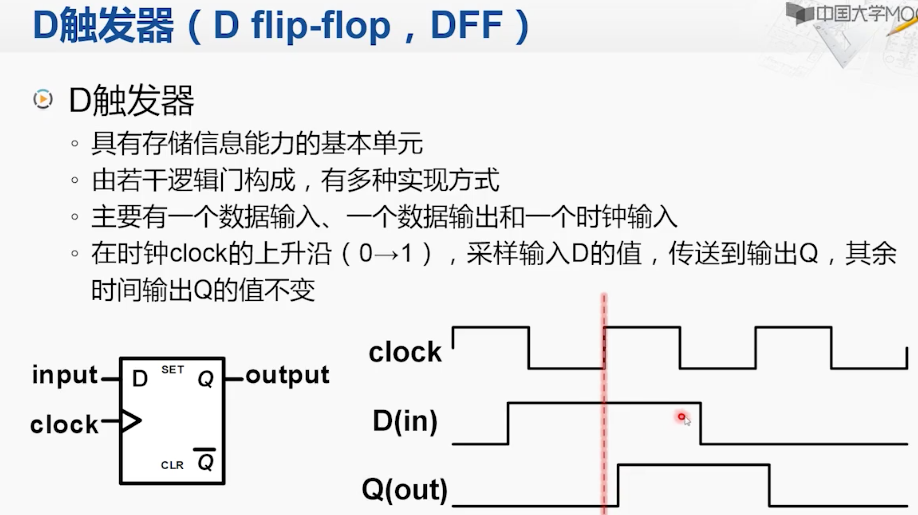 D触发器（D flip-flop，DFF）
中国大学MO
D触发器
具有存储信息能力的基本单元
由若干逻辑门构成，有多种实现方式
主要有一个数据输入、一个数据输出和一个时钟输入
在时钟clock的上升沿（0→1），采样输入D的值，传送到输出Q，其余
时间输出Q的值不变
input
D
SET
Q
output
clock
CLR
Q̅
clock
D(in)
Q(out)